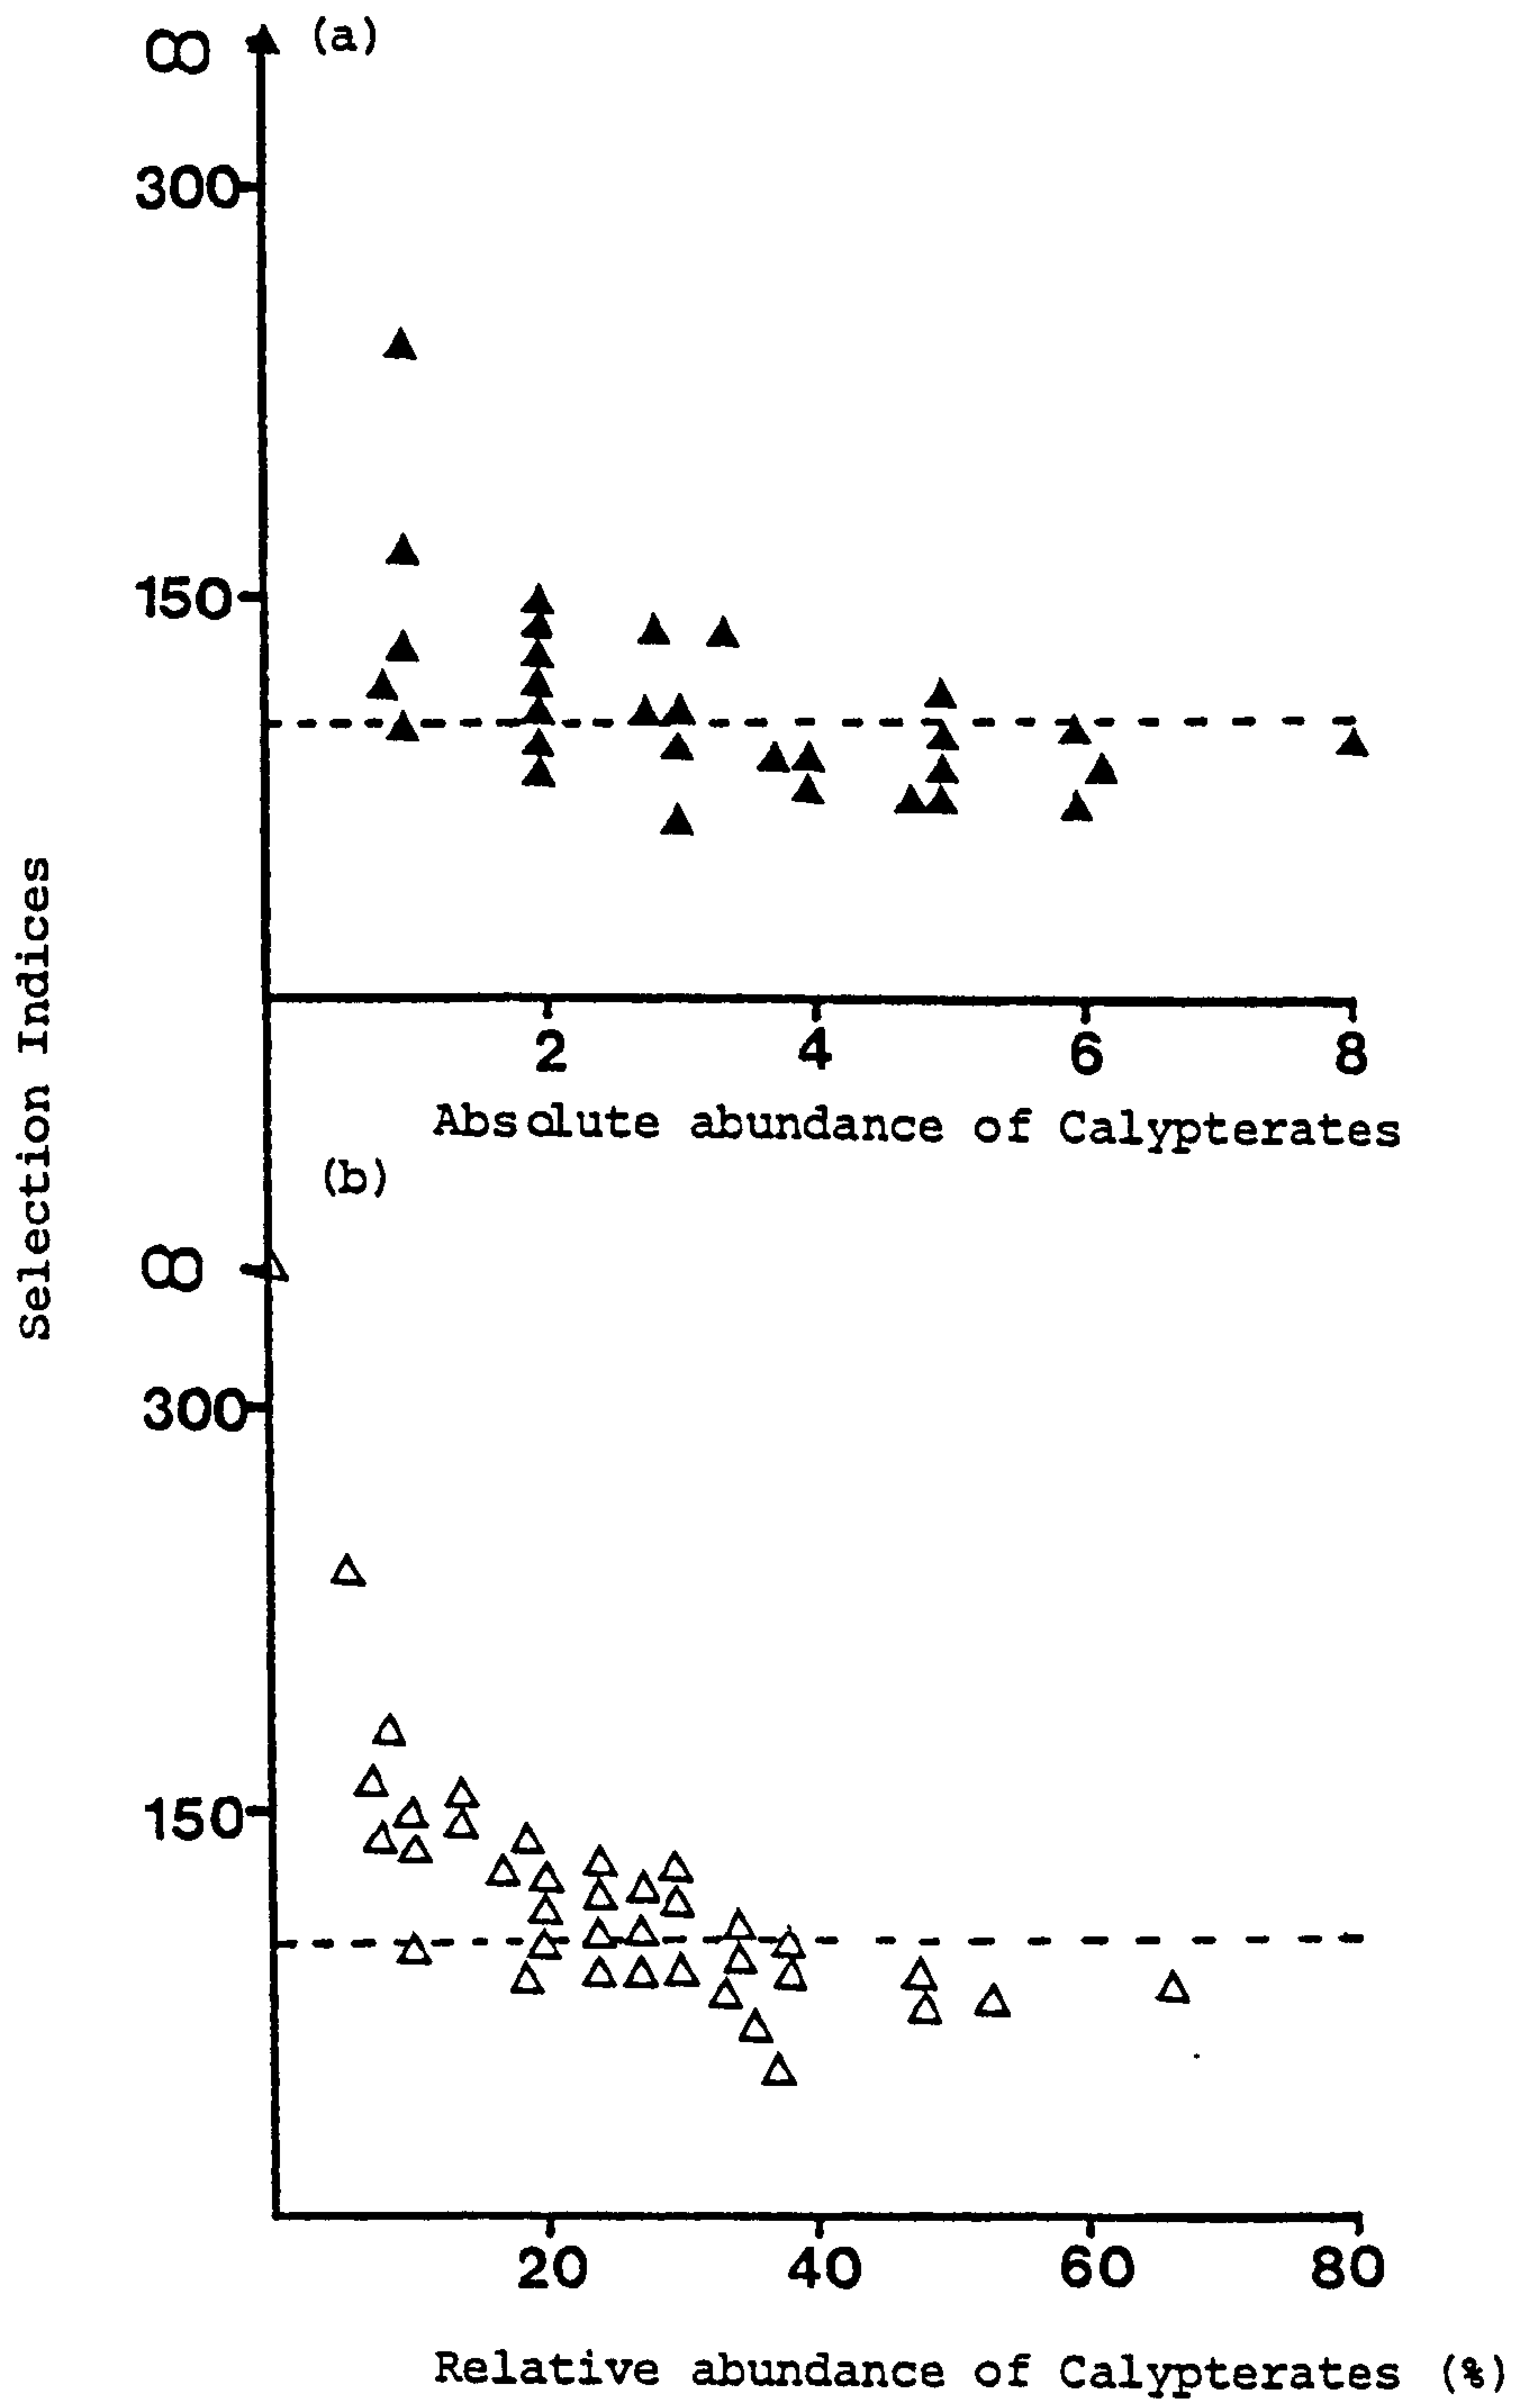 ∞
(a)
300
150
2 4 6 8
Absolute abundance of Calypterates
Selection Indices
(b)
∞
300
150
20 40 60 80
Relative abundance of Calypterates (%)